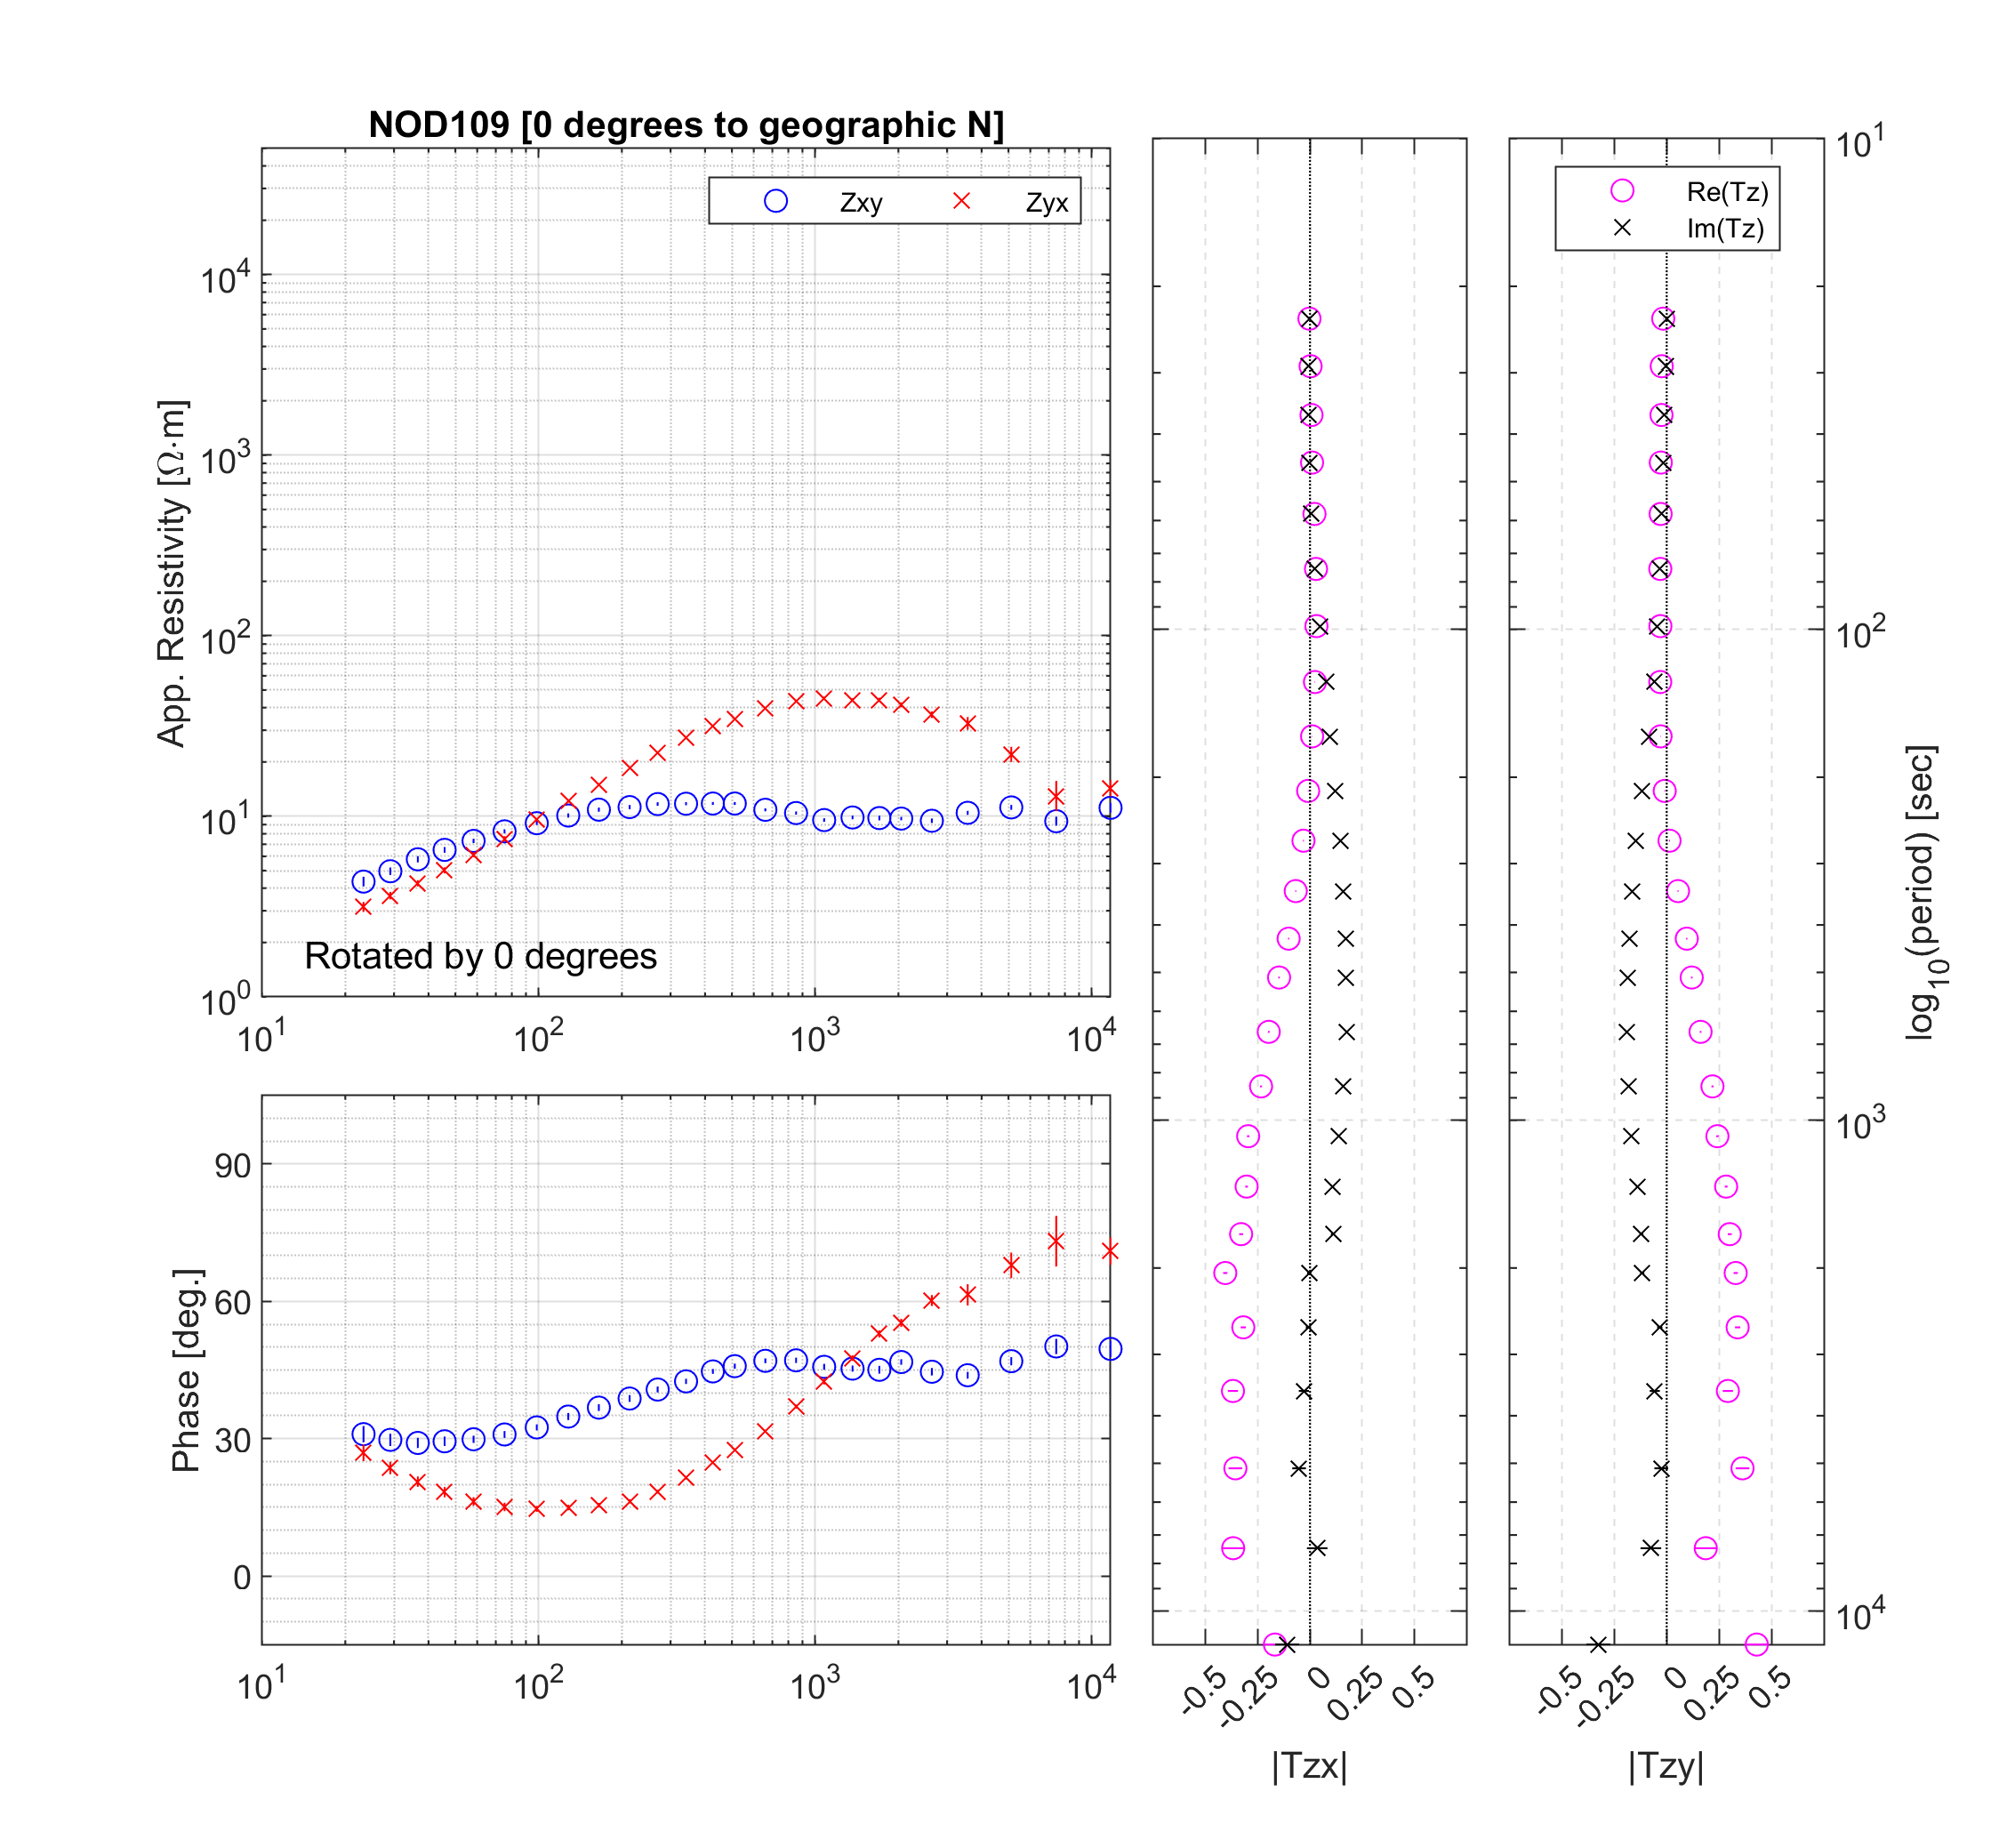 NOD109 [0 degrees to geographic N]
Zxy Zyx
App. Resistivity [Ω·m]
10^4
10^3
10^2
10^1
10^0
Rotated by 0 degrees
10^1 10^2 10^3 10^4
Phase [deg.]
90
60
30
0
10^1 10^2 10^3 10^4
-0.5 -0.25 0 0.25 0.5
|Tzx|
Re(Tz)
Im(Tz)
10^1
10^2
10^3
10^4
log10(period) [sec]
-0.5 -0.25 0 0.25 0.5
|Tzy|